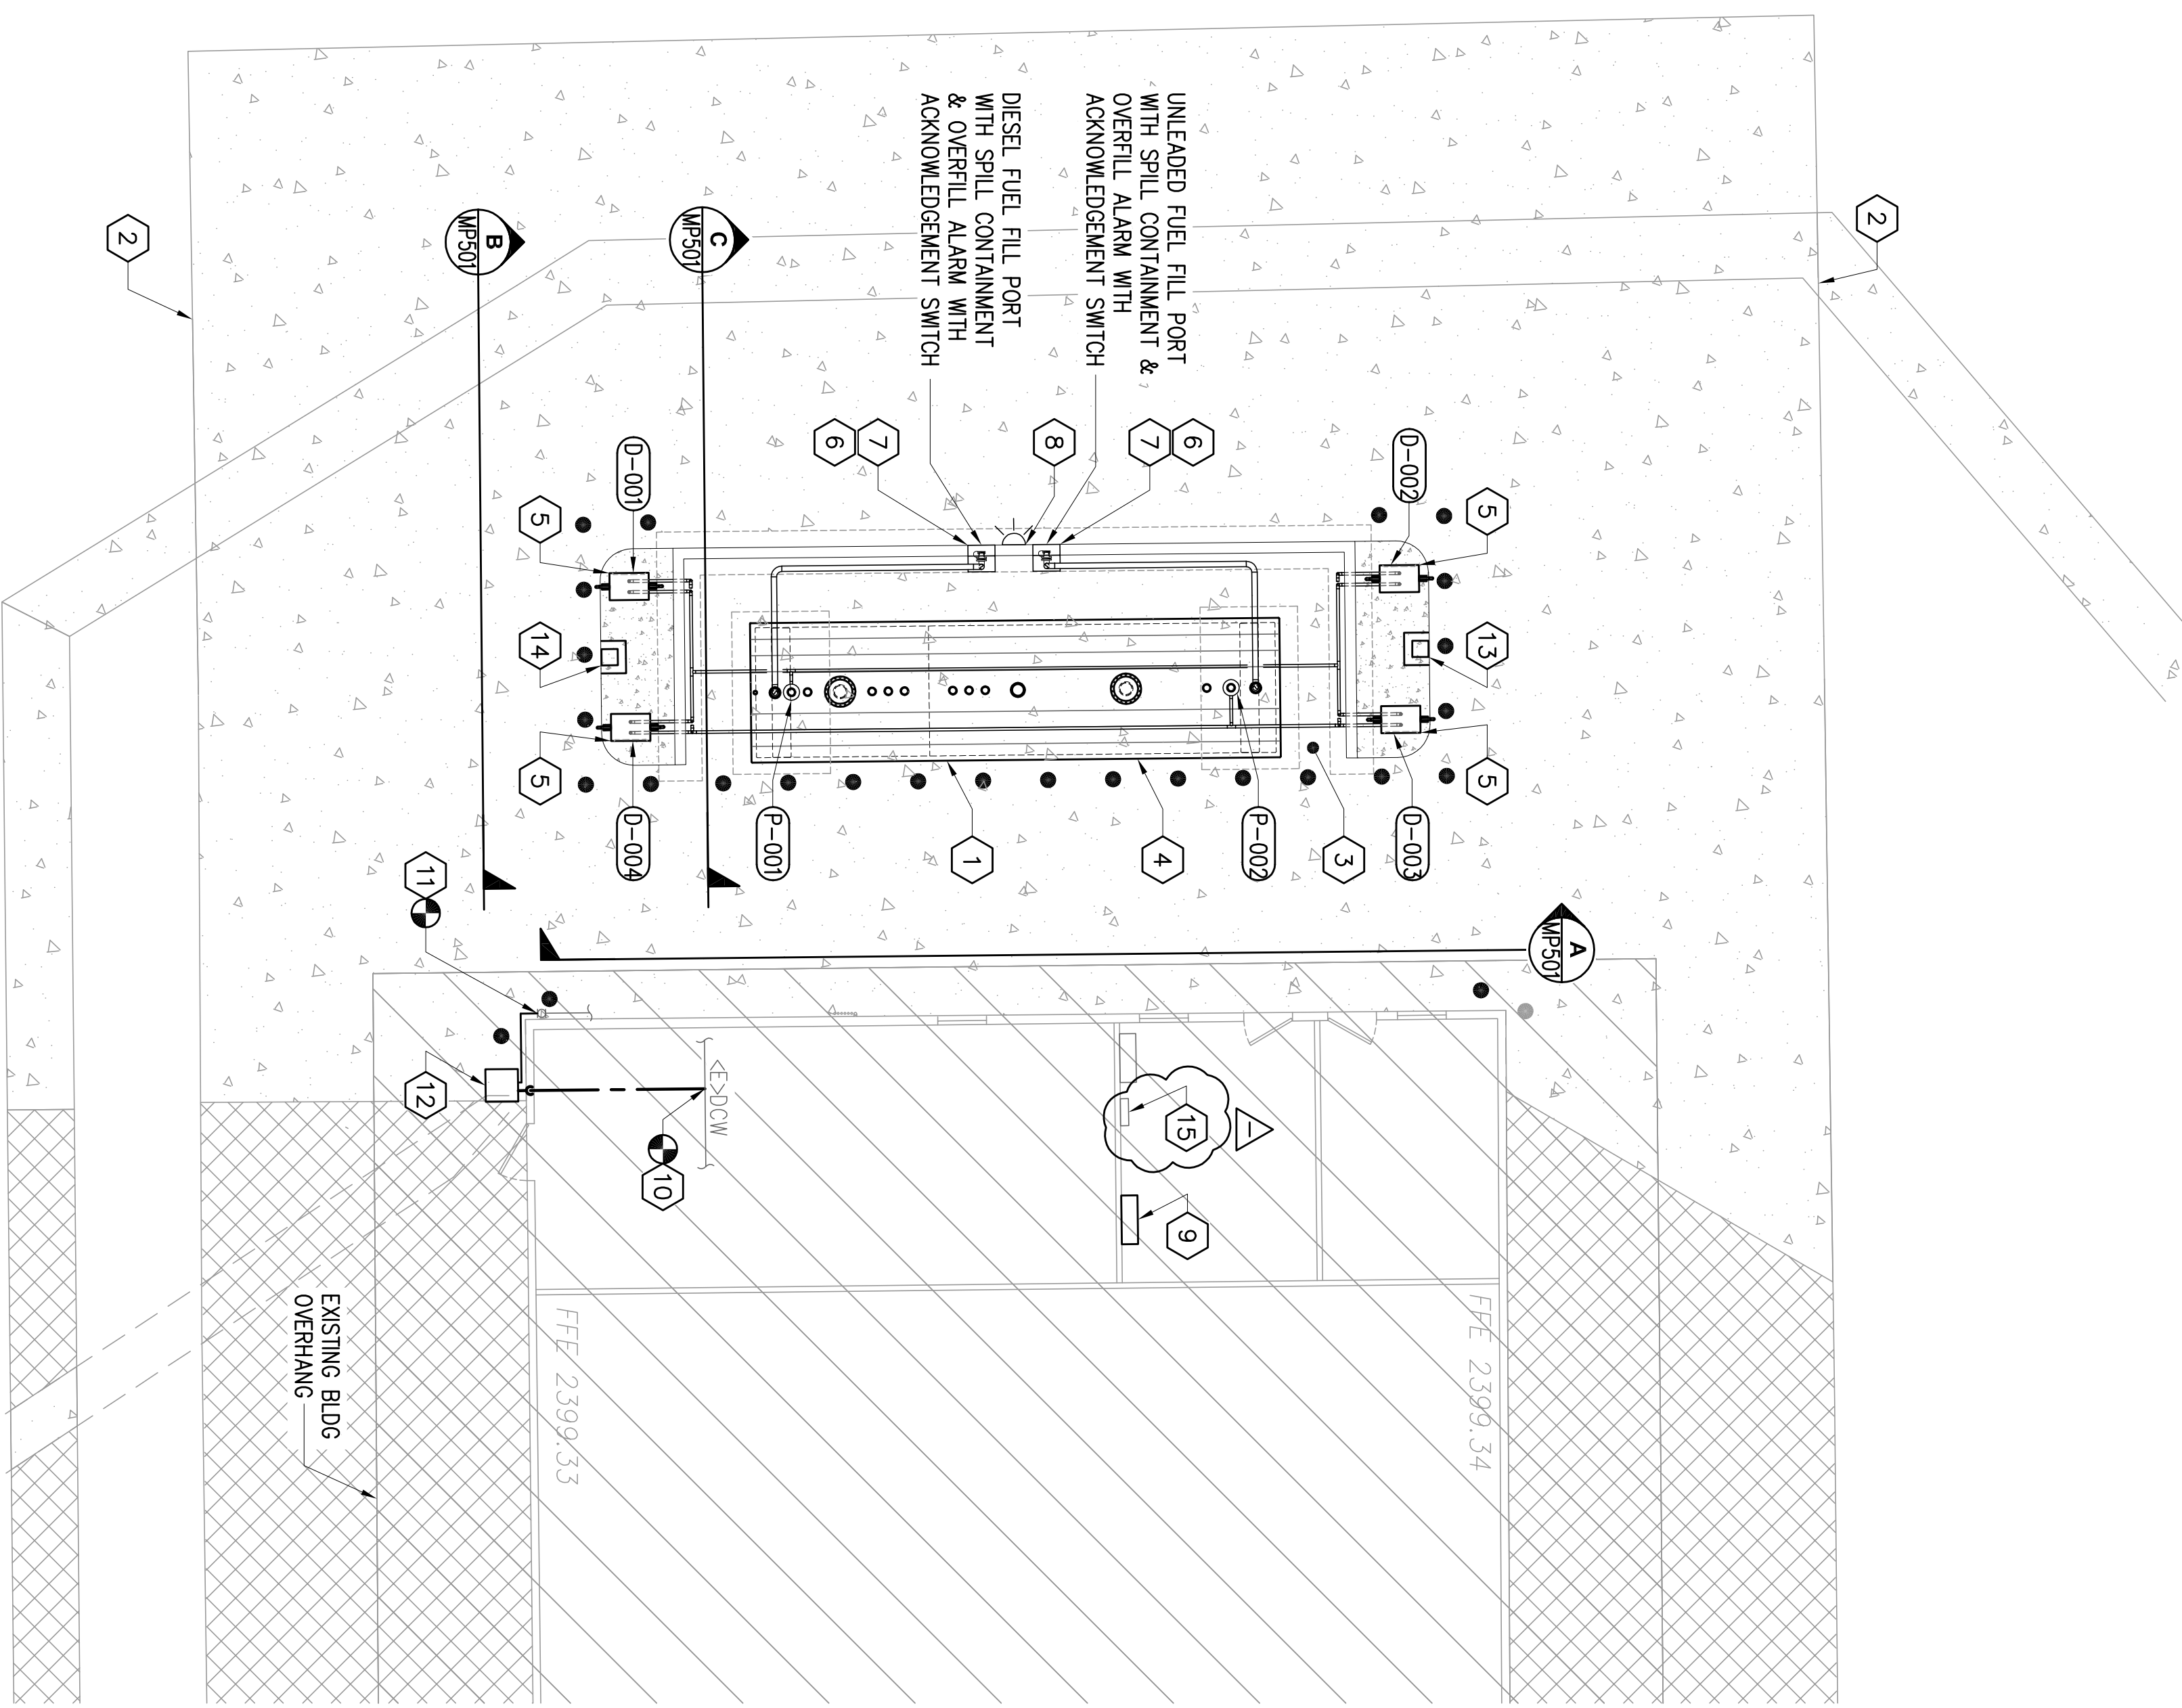 2
A
MP501
5
13
5
FFE 2399.34
D-002
D-003
3
P-002
1
UNLEADED FUEL FILL PORT
WITH SPILL CONTAINMENT &
OVERFILL ALARM WITH
ACKNOWLEDGEMENT SWITCH
6
7
15
9
4
8
DIESEL FUEL FILL PORT
WITH SPILL CONTAINMENT
& OVERFILL ALARM WITH
ACKNOWLEDGEMENT SWITCH
1
7
6
P-001
C
MP501
<E>DCW
10
D-001
D-004
FFE 2399.33
5
14
5
B
MP501
11
12
EXISTING BLDG
OVERHANG
2